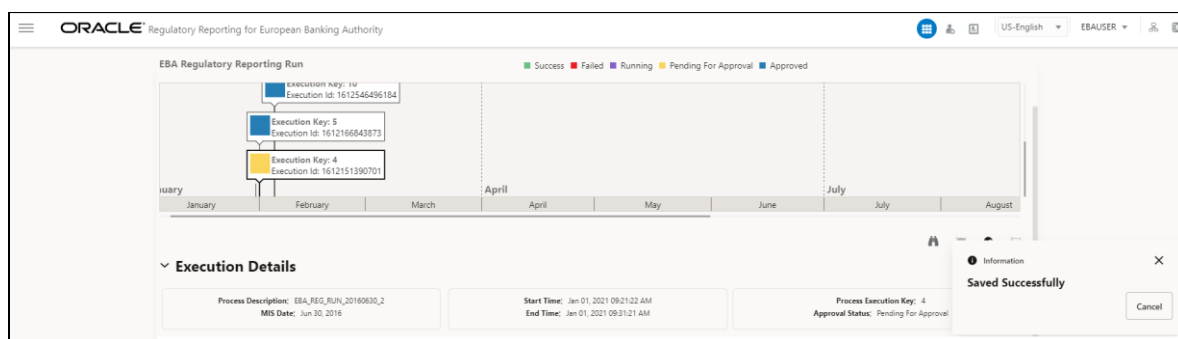 ORACLE® Regulatory Reporting for European Banking Authority
US-English
EBAUSER
EBA Regulatory Reporting Run
Success Failed Running Pending For Approval Approved
Execution Key: 10
Execution Id: 1612546496184
Execution Key: 5
Execution Id: 1612166843873
Execution Key: 4
Execution Id: 1612151390701
uary April July
January February March April May June July August
Information
Saved Successfully
Cancel
Execution Details
Process Description: EBA_REG_RUN_20160630_2
MIS Date: Jun 30, 2016
Start Time: Jan 01, 2021 09:21:22 AM
End Time: Jan 01, 2021 09:31:21 AM
Process Execution Key: 4
Approval Status: Pending For Approval